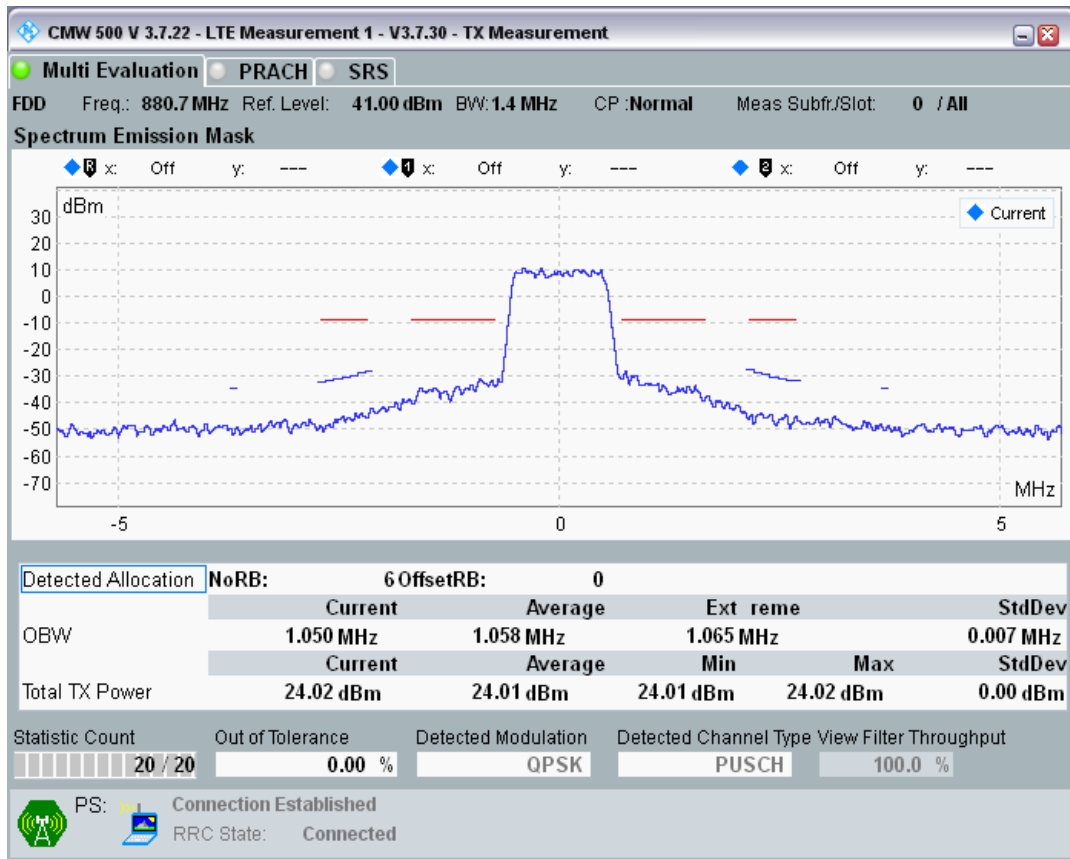 CMW 500 V 3.7.22 - LTE Measurement 1 - V3.7.30 - TX Measurement
Multi Evaluation PRACH SRS
FDD Freq.: 880.7 MHz Ref. Level: 41.00 dBm BW: 1.4 MHz CP : Normal Meas Subfr./Slot: 0 / All
Spectrum Emission Mask
R x: Off y: --- 1 x: Off y: --- 2 x: Off y: ---
dBm
Current
30
20
10
0
-10
-20
-30
-40
-50
-60
-70
MHz
-5 0 5
Detected Allocation NoRB: 6 OffsetRB: 0
Current Average Ext reme StdDev
OBW 1.050 MHz 1.058 MHz 1.065 MHz 0.007 MHz
Current Average Min Max StdDev
Total TX Power 24.02 dBm 24.01 dBm 24.01 dBm 24.02 dBm 0.00 dBm
Statistic Count Out of Tolerance Detected Modulation Detected Channel Type View Filter Throughput
20 / 20 0.00 % QPSK PUSCH 100.0 %
PS: Connection Established
RRC State: Connected